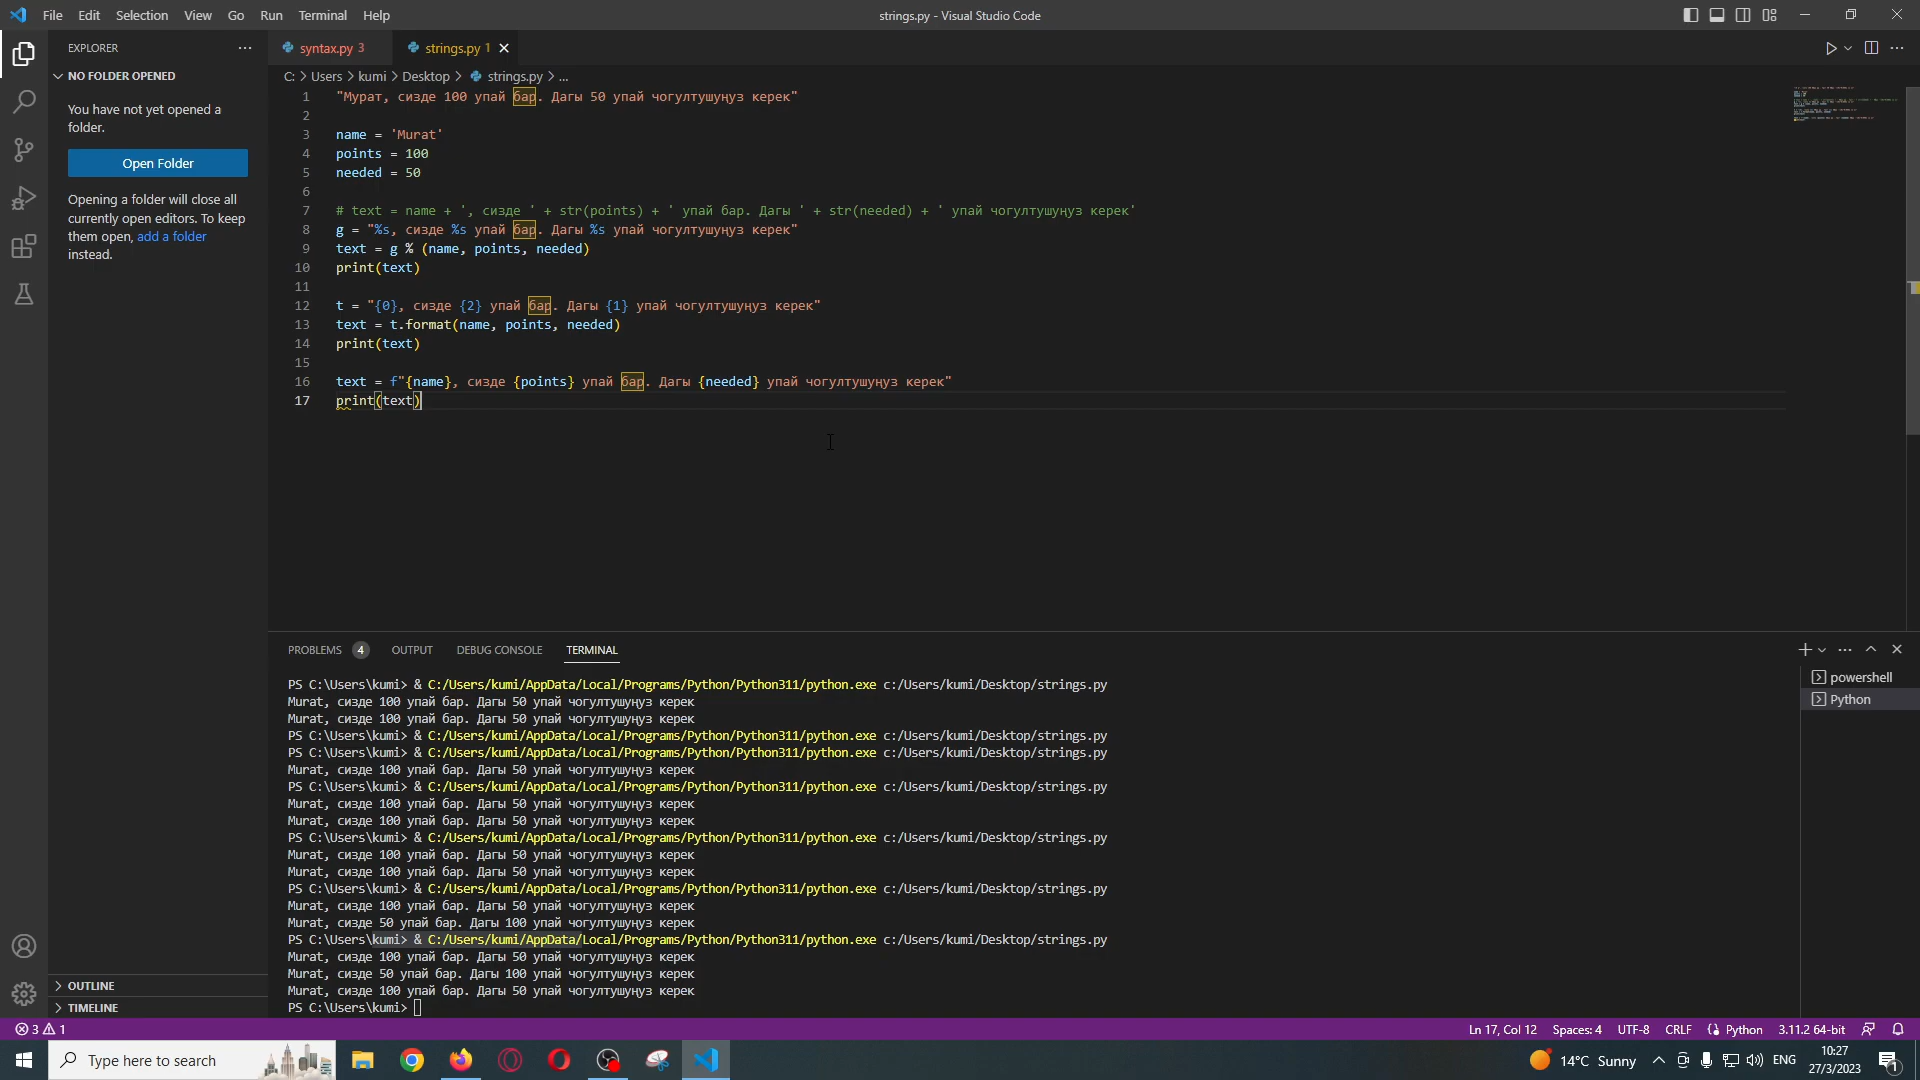 File Edit Selection View Go Run Terminal Help
strings.py - Visual Studio Code
EXPLORER
NO FOLDER OPENED
You have not yet opened a
folder.
Open Folder
Opening a folder will close all
currently open editors. To keep
them open, add a folder
instead.
OUTLINE
TIMELINE
syntax.py 3
strings.py 1
C: > Users > kumi > Desktop > strings.py > ...
1 "Мурат, сизде 100 упай бар. Дагы 50 упай чогултушуңуз керек"
2
3 name = 'Murat'
4 points = 100
5 needed = 50
6
7 # text = name + ', сизде ' + str(points) + ' упай бар. Дагы ' + str(needed) + ' упай чогултушуңуз керек'
8 g = "%s, сизде %s упай бар. Дагы %s упай чогултушуңуз керек"
9 text = g % (name, points, needed)
10 print(text)
11
12 t = "{0}, сизде {2} упай бар. Дагы {1} упай чогултушуңуз керек"
13 text = t.format(name, points, needed)
14 print(text)
15
16 text = f"{name}, сизде {points} упай бар. Дагы {needed} упай чогултушуңуз керек"
17 print(text)
PROBLEMS 4 OUTPUT DEBUG CONSOLE TERMINAL
PS C:\Users\kumi> & C:/Users/kumi/AppData/Local/Programs/Python/Python311/python.exe c:/Users/kumi/Desktop/strings.py
Murat, сизде 100 упай бар. Дагы 50 упай чогултушуңуз керек
Murat, сизде 100 упай бар. Дагы 50 упай чогултушуңуз керек
PS C:\Users\kumi> & C:/Users/kumi/AppData/Local/Programs/Python/Python311/python.exe c:/Users/kumi/Desktop/strings.py
PS C:\Users\kumi> & C:/Users/kumi/AppData/Local/Programs/Python/Python311/python.exe c:/Users/kumi/Desktop/strings.py
Murat, сизде 100 упай бар. Дагы 50 упай чогултушуңуз керек
PS C:\Users\kumi> & C:/Users/kumi/AppData/Local/Programs/Python/Python311/python.exe c:/Users/kumi/Desktop/strings.py
Murat, сизде 100 упай бар. Дагы 50 упай чогултушуңуз керек
Murat, сизде 100 упай бар. Дагы 50 упай чогултушуңуз керек
PS C:\Users\kumi> & C:/Users/kumi/AppData/Local/Programs/Python/Python311/python.exe c:/Users/kumi/Desktop/strings.py
Murat, сизде 100 упай бар. Дагы 50 упай чогултушуңуз керек
Murat, сизде 100 упай бар. Дагы 50 упай чогултушуңуз керек
PS C:\Users\kumi> & C:/Users/kumi/AppData/Local/Programs/Python/Python311/python.exe c:/Users/kumi/Desktop/strings.py
Murat, сизде 100 упай бар. Дагы 50 упай чогултушуңуз керек
Murat, сизде 50 упай бар. Дагы 100 упай чогултушуңуз керек
PS C:\Users\kumi> & C:/Users/kumi/AppData/Local/Programs/Python/Python311/python.exe c:/Users/kumi/Desktop/strings.py
Murat, сизде 100 упай бар. Дагы 50 упай чогултушуңуз керек
Murat, сизде 50 упай бар. Дагы 100 упай чогултушуңуз керек
Murat, сизде 100 упай бар. Дагы 50 упай чогултушуңуз керек
PS C:\Users\kumi>
powershell
Python
3 1
Ln 17, Col 12 Spaces: 4 UTF-8 CRLF Python 3.11.2 64-bit
Type here to search
14°C Sunny
ENG
10:27
27/3/2023
1